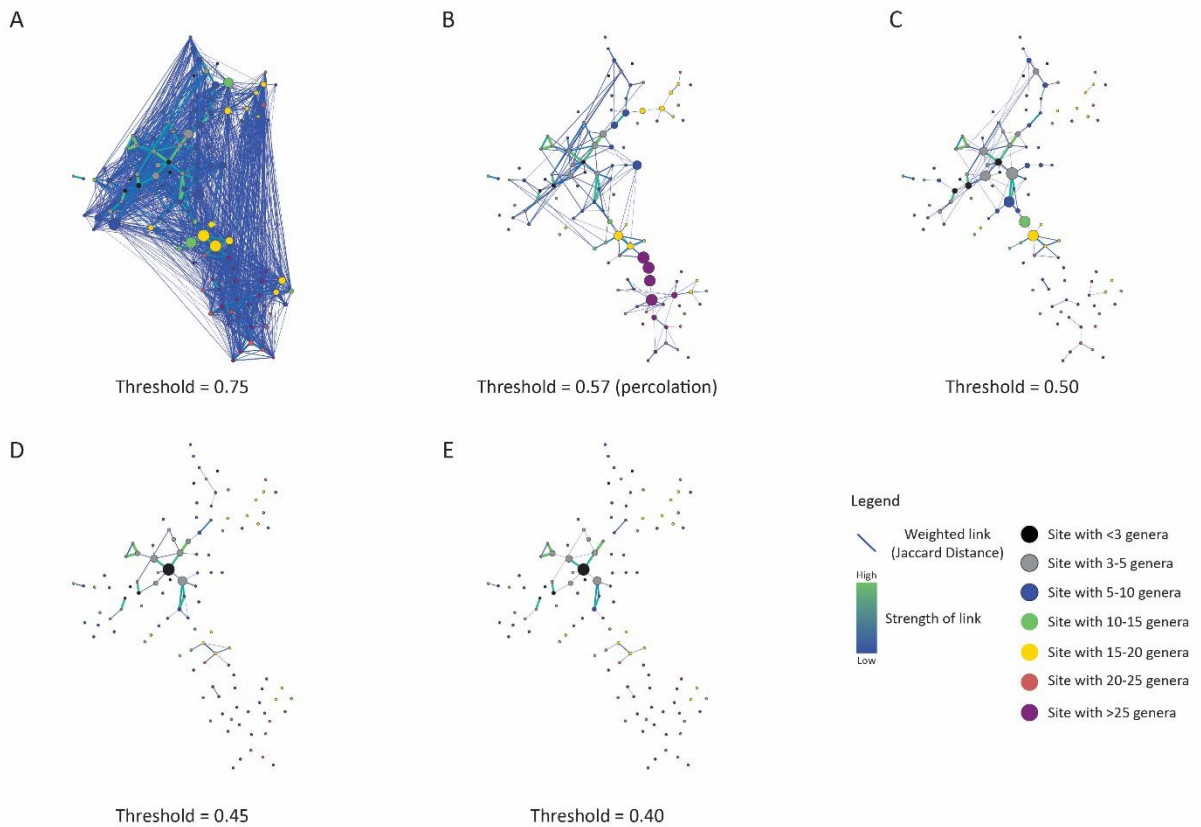 A
B
C
Threshold = 0.75
Threshold = 0.57 (percolation)
Threshold = 0.50
D
E
Legend
Weighted link
(Jaccard Distance)
High
Strength of link
Low
Site with <3 genera
Site with 3-5 genera
Site with 5-10 genera
Site with 10-15 genera
Site with 15-20 genera
Site with 20-25 genera
Site with >25 genera
Threshold = 0.45
Threshold = 0.40